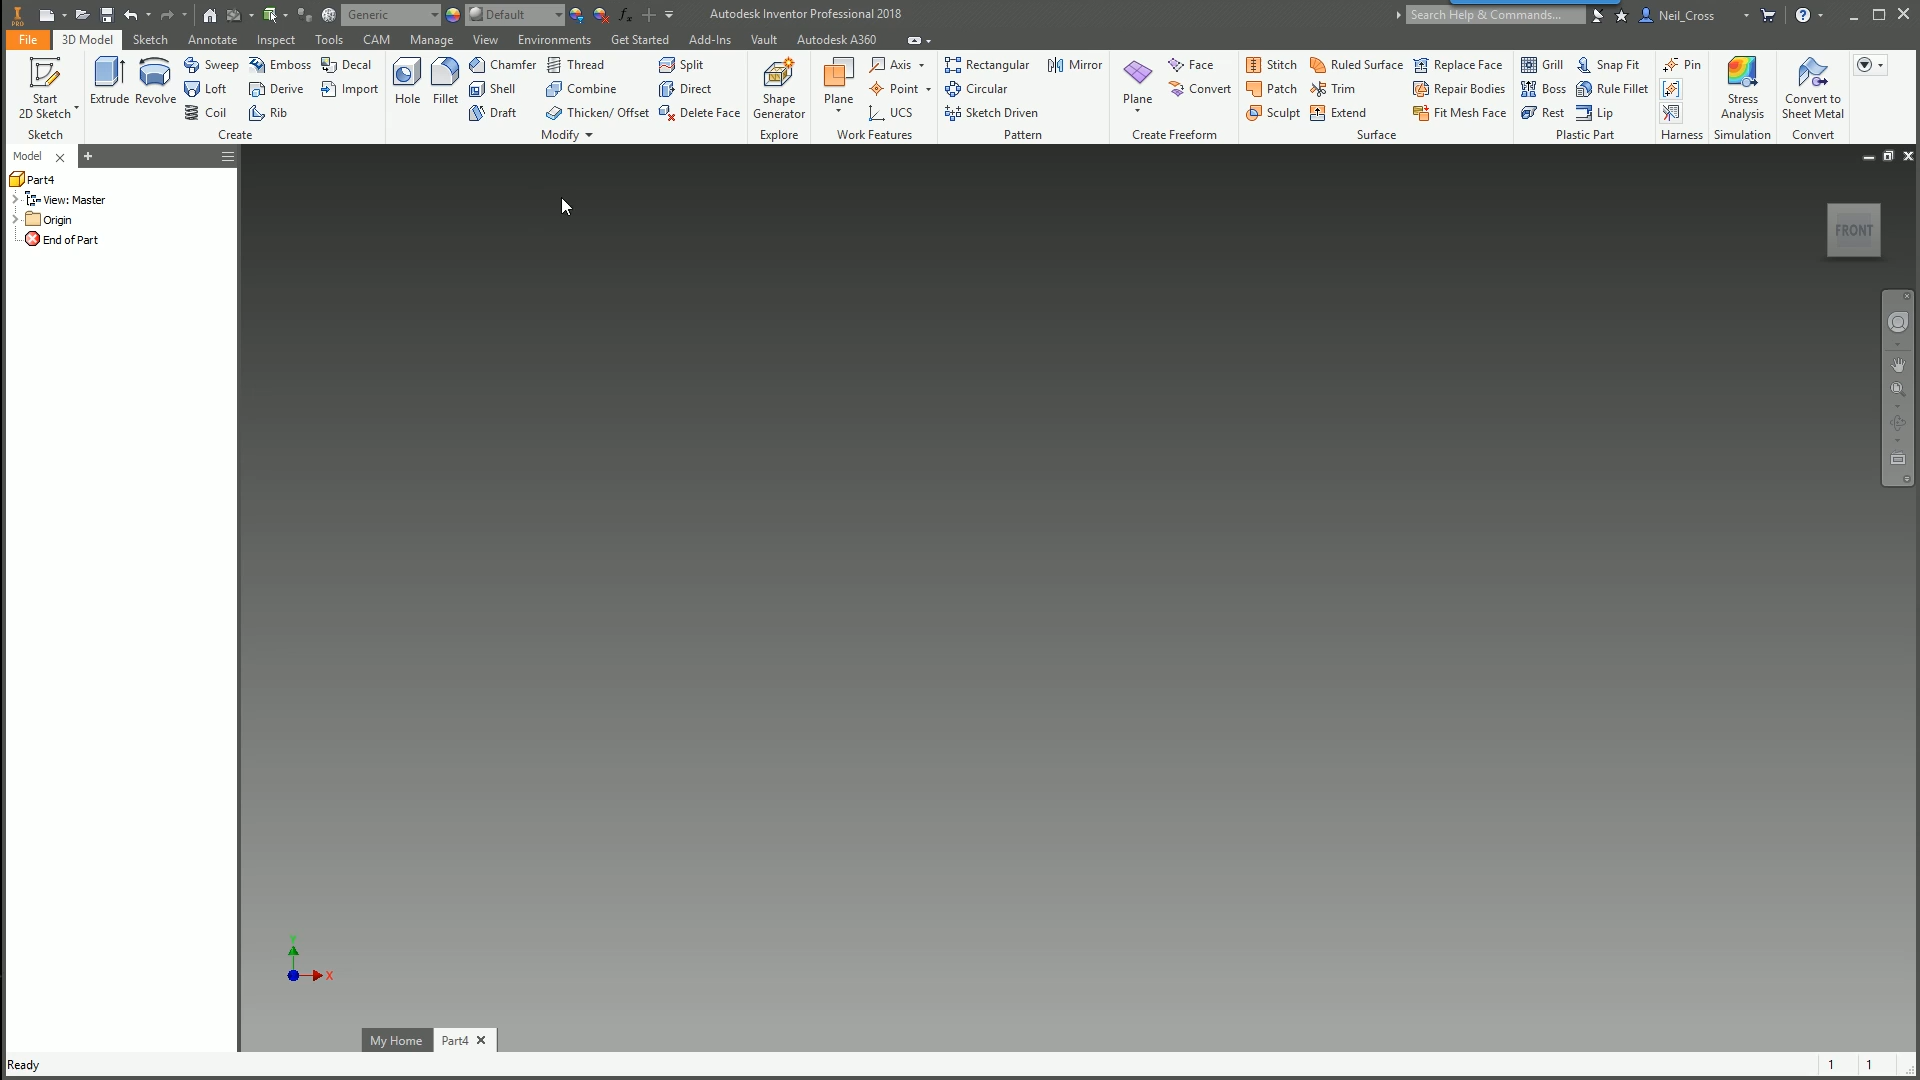 PRO Generic Default fx Autodesk Inventor Professional 2018 Search Help & Commands... Neil_Cross
File 3D Model Sketch Annotate Inspect Tools CAM Manage View Environments Get Started Add-Ins Vault Autodesk A360
Sweep Emboss Decal Chamfer Thread Split Axis Rectangular Mirror Face Stitch Ruled Surface Replace Face Grill Snap Fit Pin
Loft Derive Import Shell Combine Direct Point Circular Convert Patch Trim Repair Bodies Boss Rule Fillet
Start Extrude Revolve Hole Fillet Shape Plane Plane Stress Convert to
2D Sketch Coil Rib Draft Thicken/ Offset Delete Face Generator UCS Sketch Driven Sculpt Extend Fit Mesh Face Rest Lip Analysis Sheet Metal
Sketch Create Modify Explore Work Features Pattern Create Freeform Surface Plastic Part Harness Simulation Convert
Model
Part4
View: Master
Origin
End of Part
FRONT
Y
X
My Home Part4
Ready 1 1